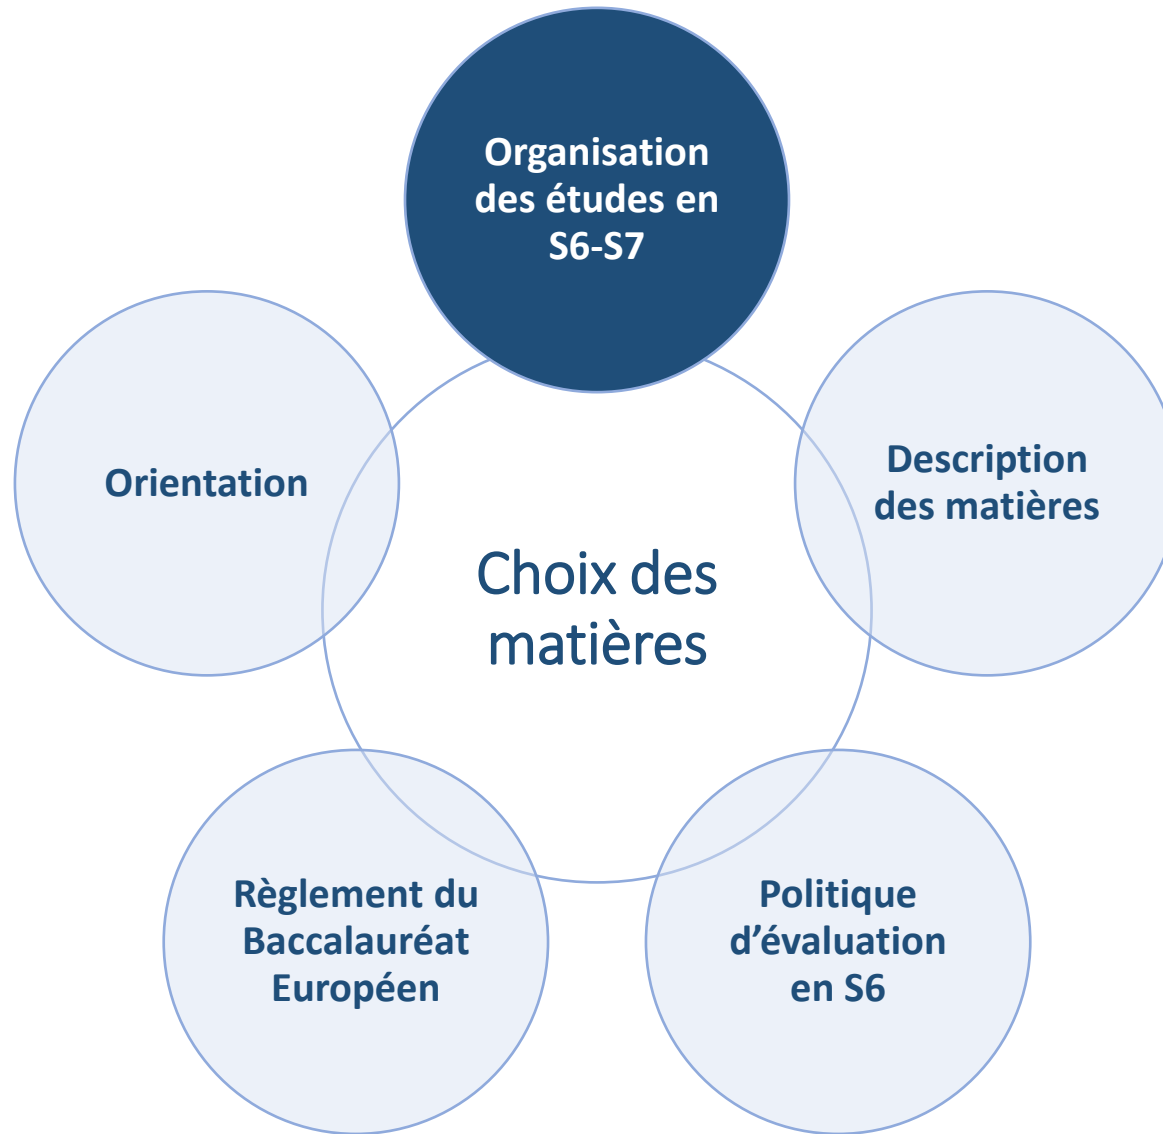 Organisation
des études en
S6-S7
Orientation
Description
des matières
Choix des
matières
Règlement du
Baccalauréat
Européen
Politique
d’évaluation
en S6